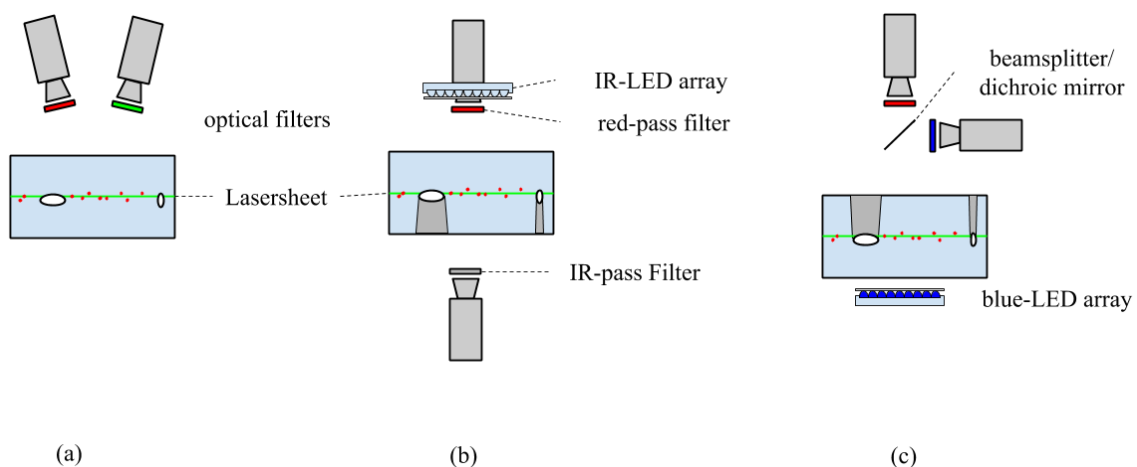 optical filters
Lasersheet
IR-LED array
red-pass filter
IR-pass Filter
beamsplitter/
dichroic mirror
blue-LED array
(a)
(b)
(c)